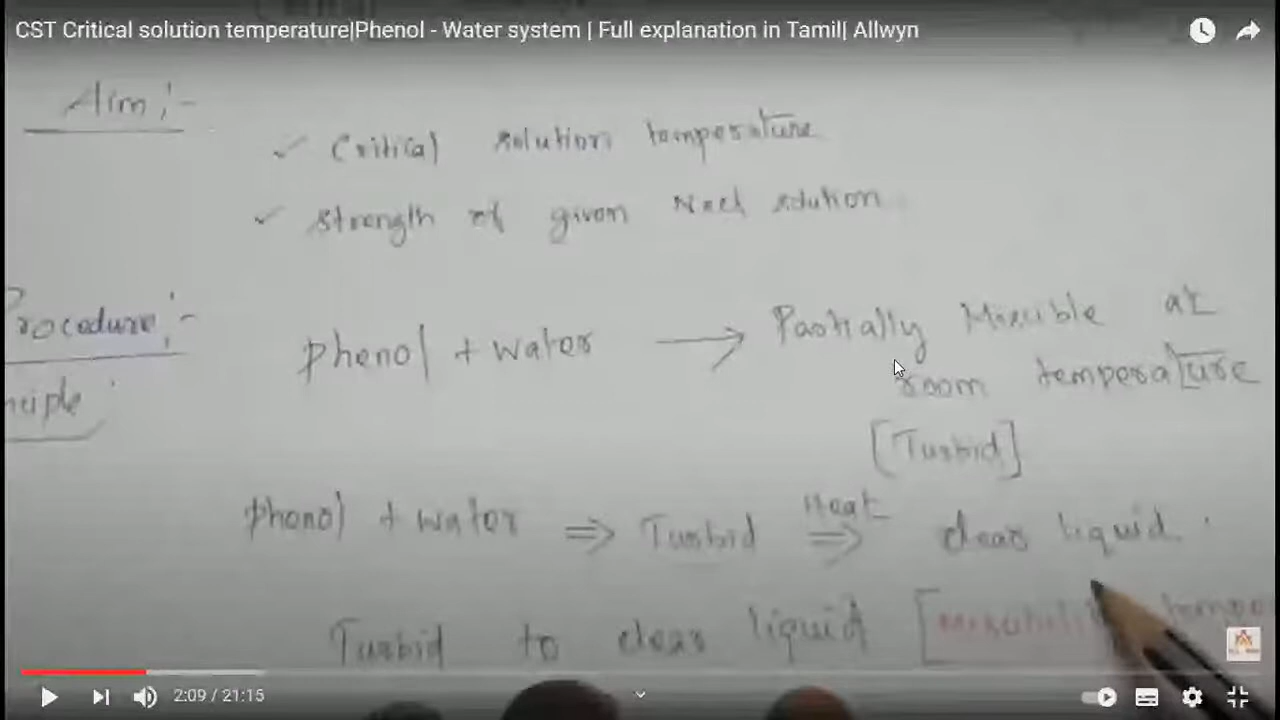 CST Critical solution temperature|Phenol - Water system | Full explanation in Tamil| Allwyn
Aim :-
✓ Critical solution temperature
✓ Strength of given Nacl solution
Procedure :-
phenol + water → Partially Miscible at
room temperature
[Turbid]
phenol + water ⇒ Turbid Heat ⇒ clear liquid.
Turbid to clear liquid [
2:09 / 21:15